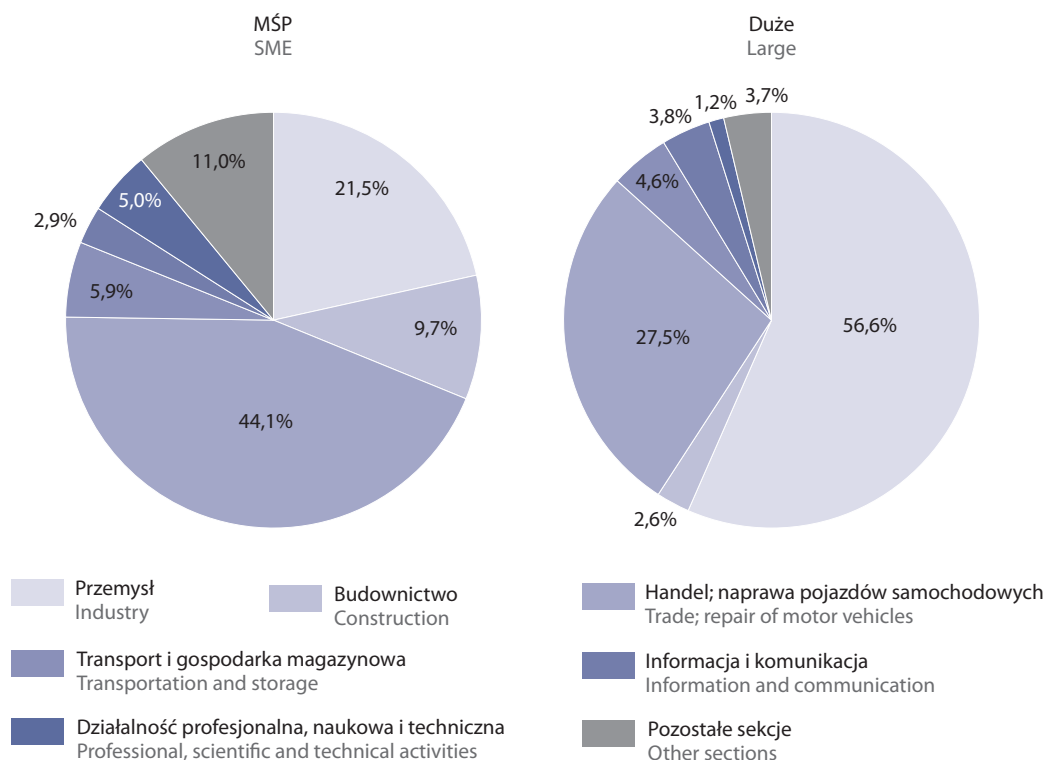 MŚP
SME
Duże
Large
21,5%
9,7%
44,1%
5,9%
2,9%
5,0%
11,0%
56,6%
2,6%
27,5%
4,6%
3,8%
1,2%
3,7%
Przemysł
Industry
Budownictwo
Construction
Handel; naprawa pojazdów samochodowych
Trade; repair of motor vehicles
Transport i gospodarka magazynowa
Transportation and storage
Informacja i komunikacja
Information and communication
Działalność profesjonalna, naukowa i techniczna
Professional, scientific and technical activities
Pozostałe sekcje
Other sections